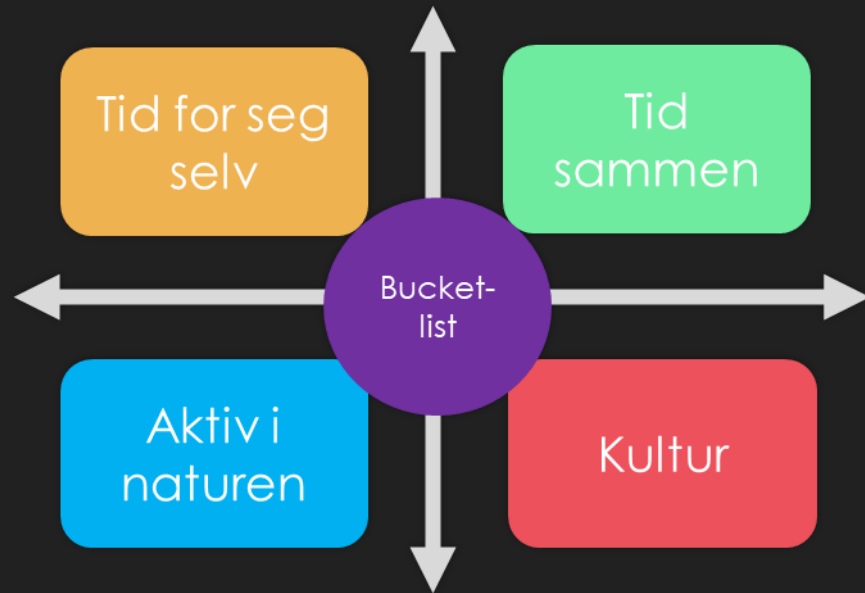 Tid for seg
selv
Tid
sammen
Bucket-
list
Aktiv i
naturen
Kultur